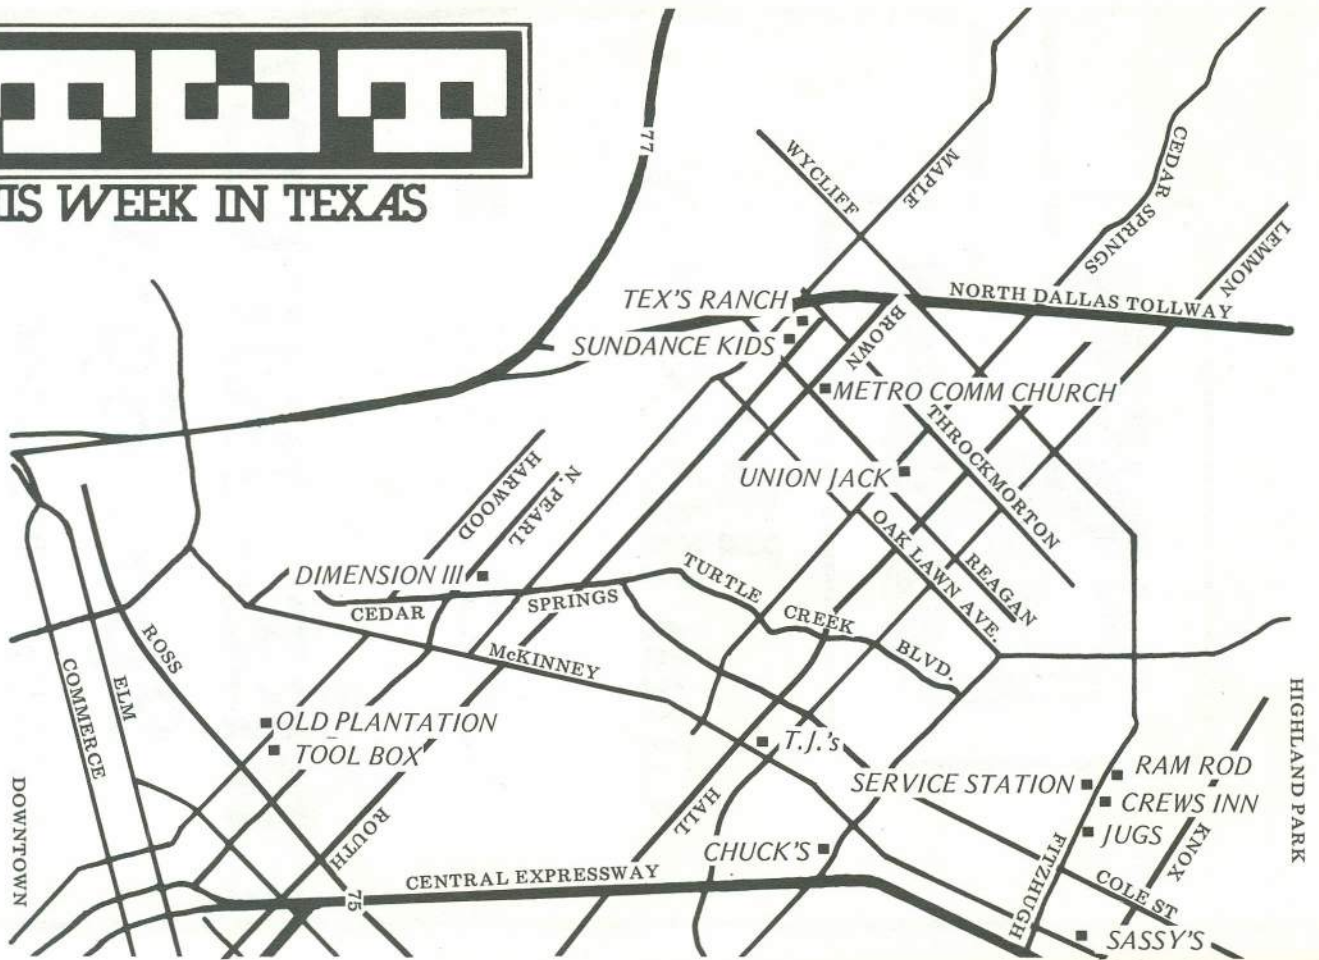 TWT
IS WEEK IN TEXAS
77
WYCLIFF
MAPLE
CEDAR SPRINGS
LEMMON
NORTH DALLAS TOLLWAY
TEX'S RANCH
SUNDANCE KIDS
BROWN
METRO COMM CHURCH
THROCKMORTON
UNION JACK
HARWOOD
N. PEARL
OAK LAWN AVE.
REAGAN
DIMENSION III
CEDAR
SPRINGS
TURTLE
CREEK
BLVD.
McKINNEY
ROSS
ELM
COMMERCE
OLD PLANTATION
TOOL BOX
T.J.'s
SERVICE STATION
RAM ROD
CREWS INN
JUGS
KNOX
HIGHLAND PARK
DOWNTOWN
ROUTH
HALL
CHUCK'S
FITZHUGH
CENTRAL EXPRESSWAY
75
COLE ST
SASSY'S